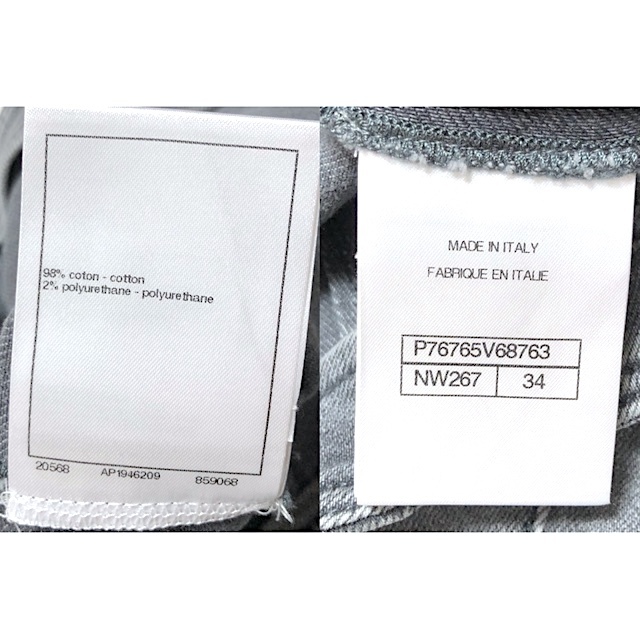 98% coton - cotton
2% polyurethane - polyurethane
20568 AP1946209 859068
MADE IN ITALY
FABRIQUE EN ITALIE
P76765V68763
NW267 34